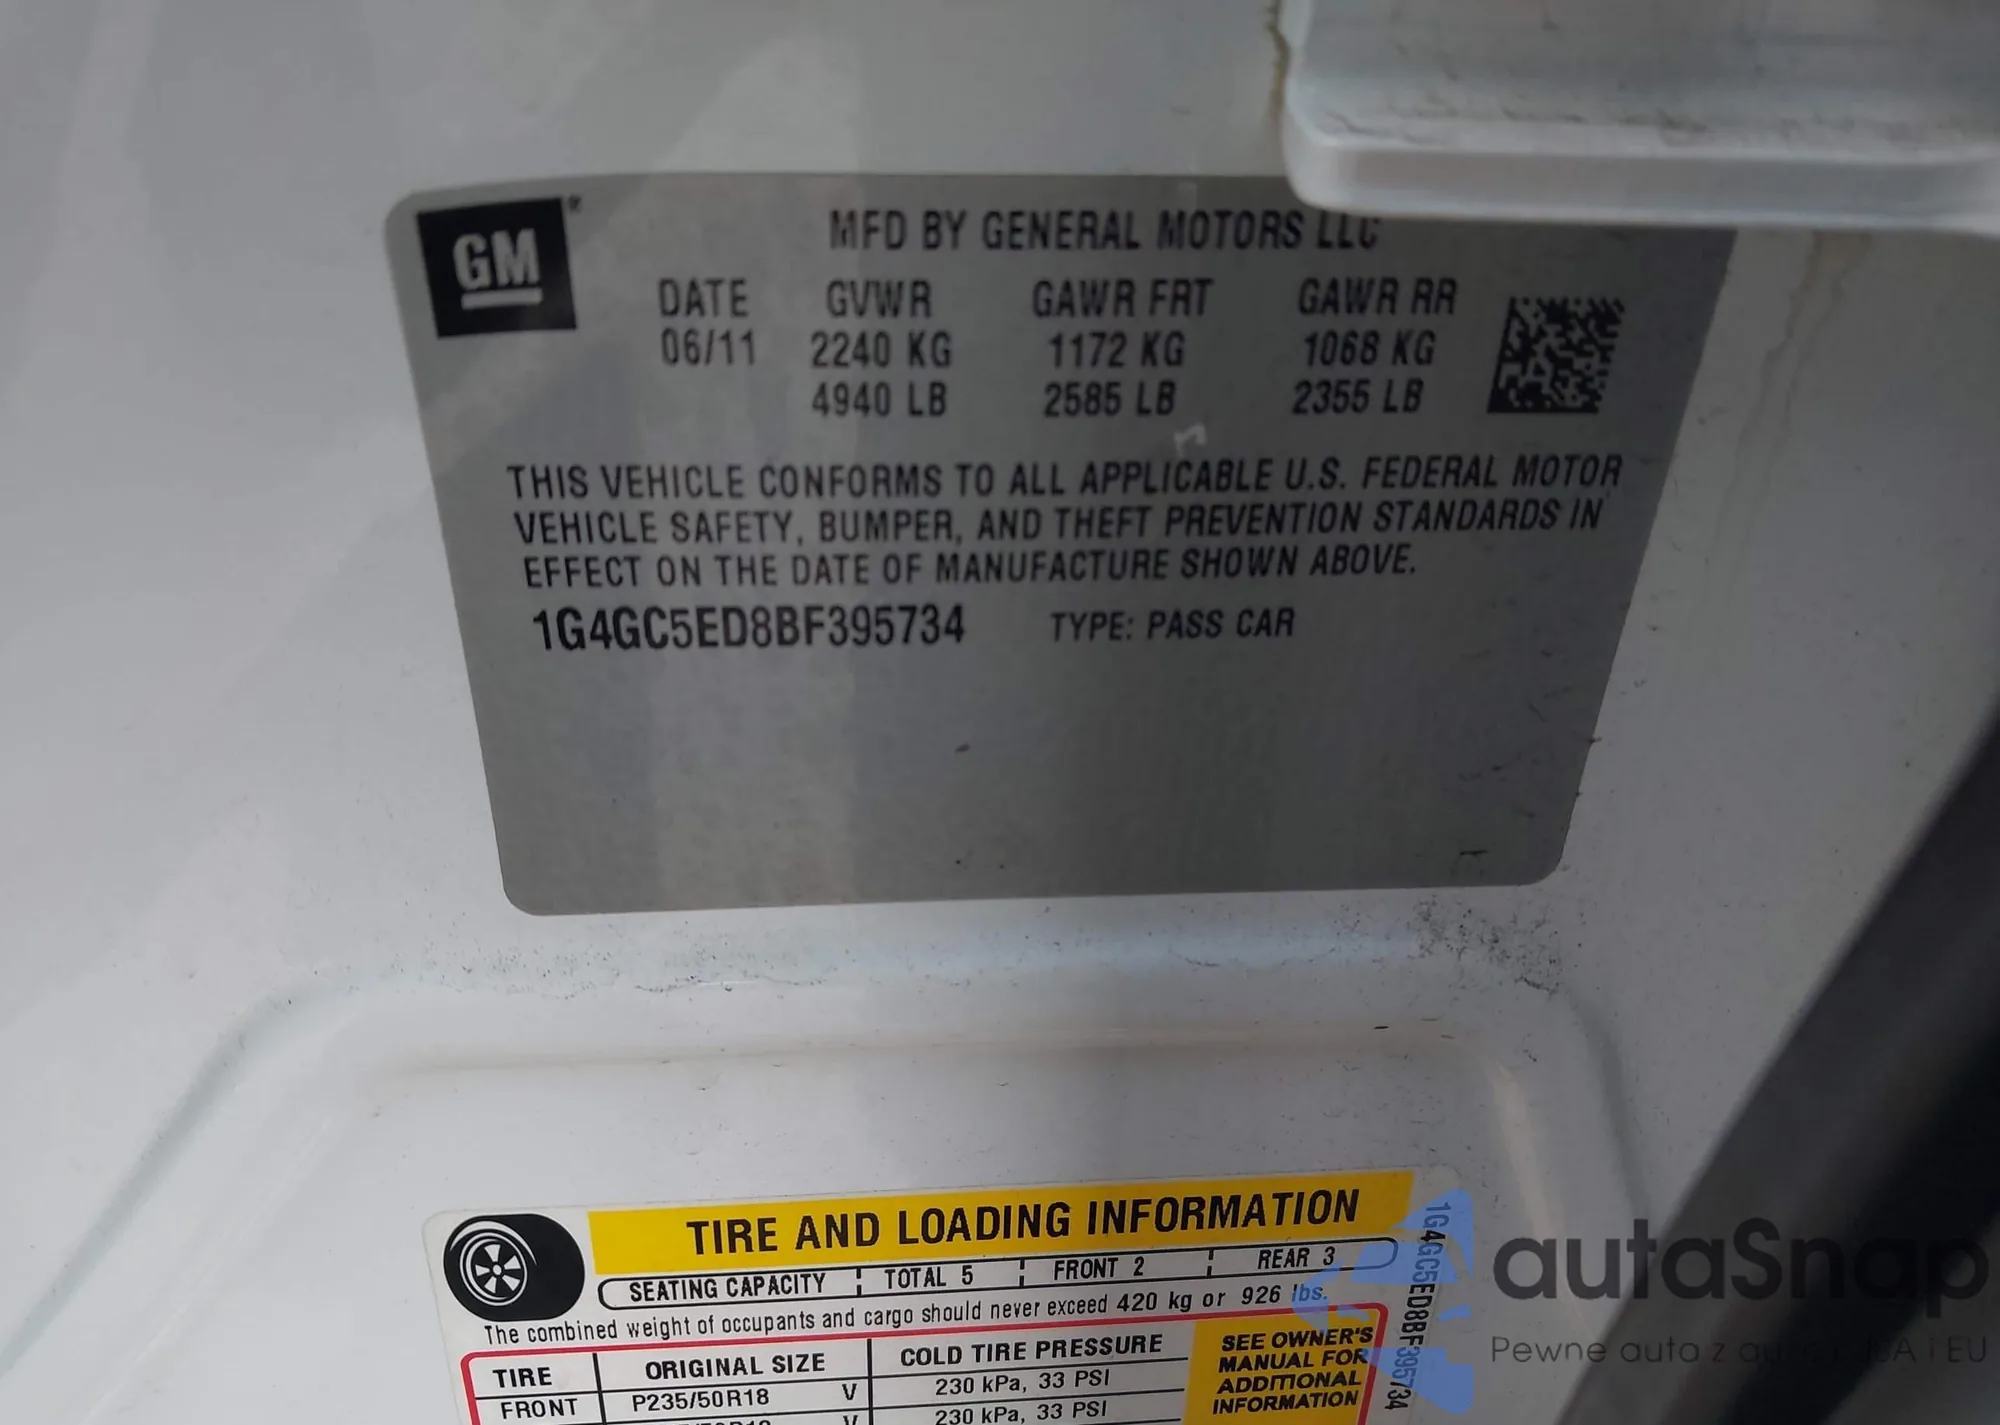 GM®
MFD BY GENERAL MOTORS LLC
DATE GVWR GAWR FRT GAWR RR
06/11 2240 KG 1172 KG 1068 KG
4940 LB 2585 LB 2355 LB
THIS VEHICLE CONFORMS TO ALL APPLICABLE U.S. FEDERAL MOTOR
VEHICLE SAFETY, BUMPER, AND THEFT PREVENTION STANDARDS IN
EFFECT ON THE DATE OF MANUFACTURE SHOWN ABOVE.
1G4GC5ED8BF395734 TYPE: PASS CAR
TIRE AND LOADING INFORMATION
SEATING CAPACITY TOTAL 5 FRONT 2 REAR 3
The combined weight of occupants and cargo should never exceed 420 kg or 926 lbs.
TIRE ORIGINAL SIZE COLD TIRE PRESSURE
FRONT P235/50R18 V 230 kPa, 33 PSI
V 230 kPa, 33 PSI
SEE OWNER'S
MANUAL FOR
ADDITIONAL
INFORMATION
1G4GC5ED8BF395734
autaSnap
Pewne auta z i EU